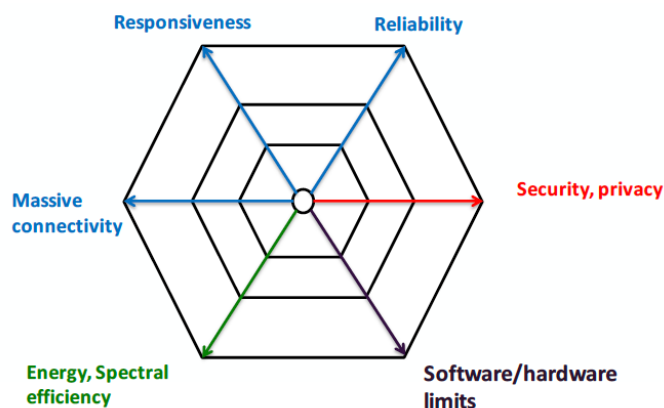 Responsiveness
Reliability
Massive
connectivity
Security, privacy
Energy, Spectral
efficiency
Software/hardware
limits